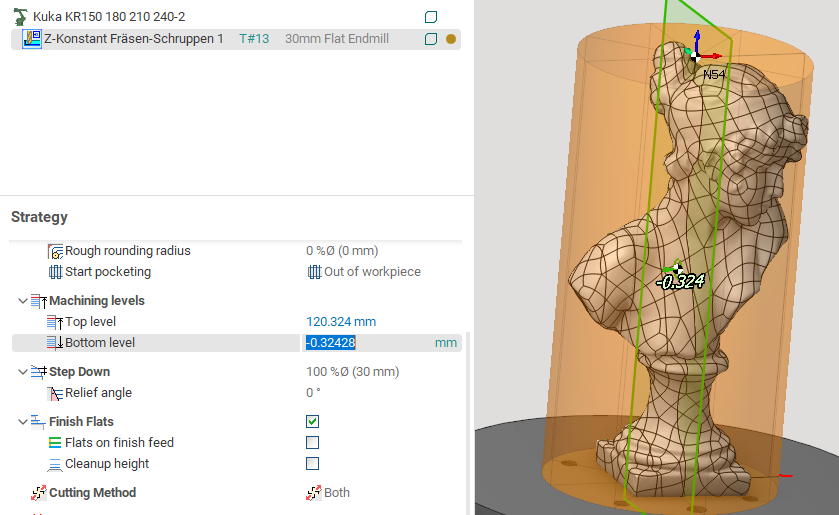 Kuka KR150 180 210 240-2
Z-Konstant Fräsen-Schruppen 1 T#13 30mm Flat Endmill
Strategy
Rough rounding radius 0 %Ø (0 mm)
Start pocketing Out of workpiece
Machining levels
Top level 120.324 mm
Bottom level -0.32428 mm
Step Down 100 %Ø (30 mm)
Relief angle 0 °
Finish Flats
Flats on finish feed
Cleanup height
Cutting Method Both
N54
-0.324